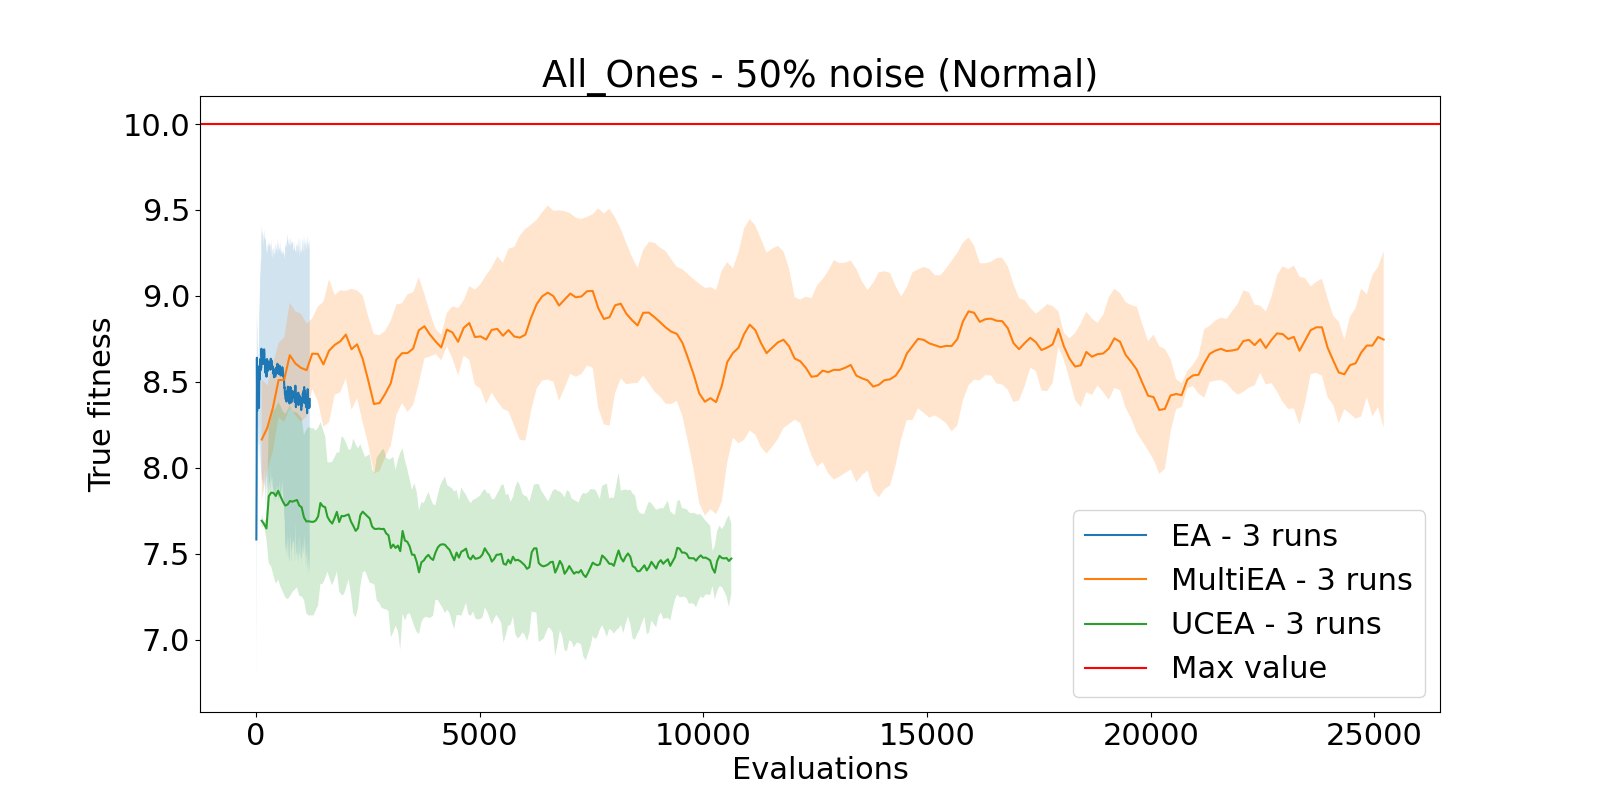 All_Ones - 50% noise (Normal)
True fitness
10.0
9.5
9.0
8.5
8.0
7.5
7.0
EA - 3 runs
MultiEA - 3 runs
UCEA - 3 runs
Max value
0 5000 10000 15000 20000 25000
Evaluations